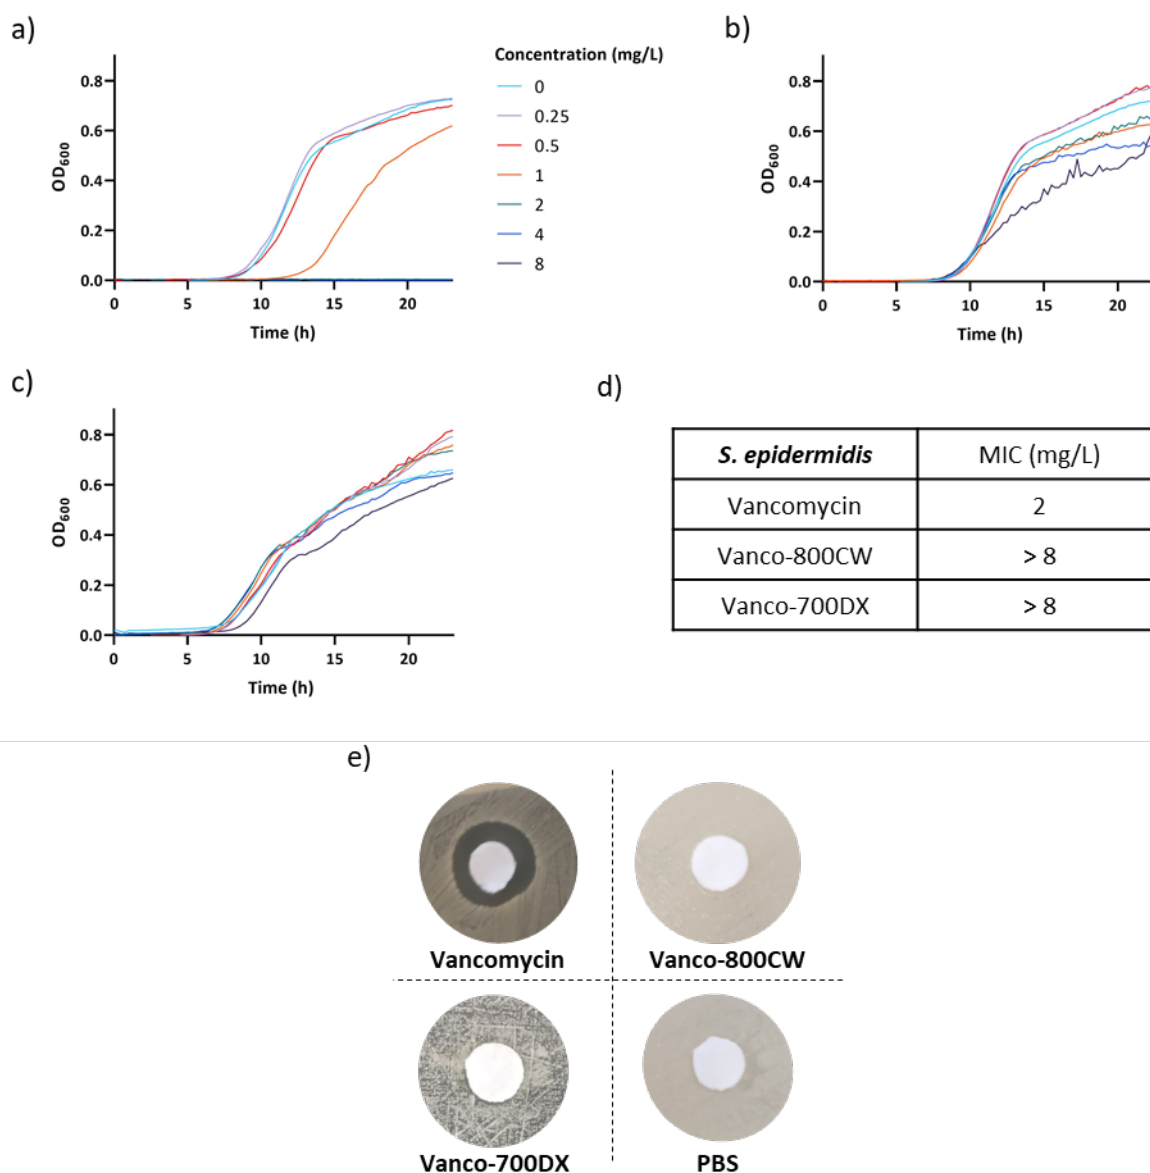 a)
Concentration (mg/L)
0
0.25
0.5
1
2
4
8
OD600
0.8
0.6
0.4
0.2
0.0
0 5 10 15 20
Time (h)
b)
OD600
0.8
0.6
0.4
0.2
0.0
0 5 10 15 20
Time (h)
c)
OD600
0.8
0.6
0.4
0.2
0.0
0 5 10 15 20
Time (h)
d)
S. epidermidis MIC (mg/L)
Vancomycin 2
Vanco-800CW > 8
Vanco-700DX > 8
e)
Vancomycin Vanco-800CW
Vanco-700DX PBS